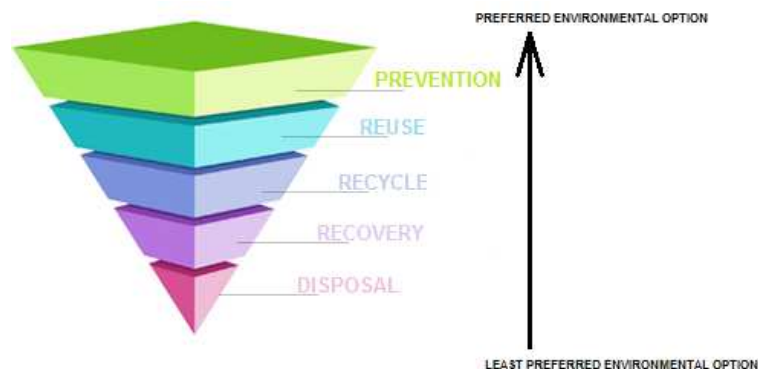 PREFERRED ENVIRONMENTAL OPTION
PREVENTION
REUSE
RECYCLE
RECOVERY
DISPOSAL
LEAST PREFERRED ENVIRONMENTAL OPTION